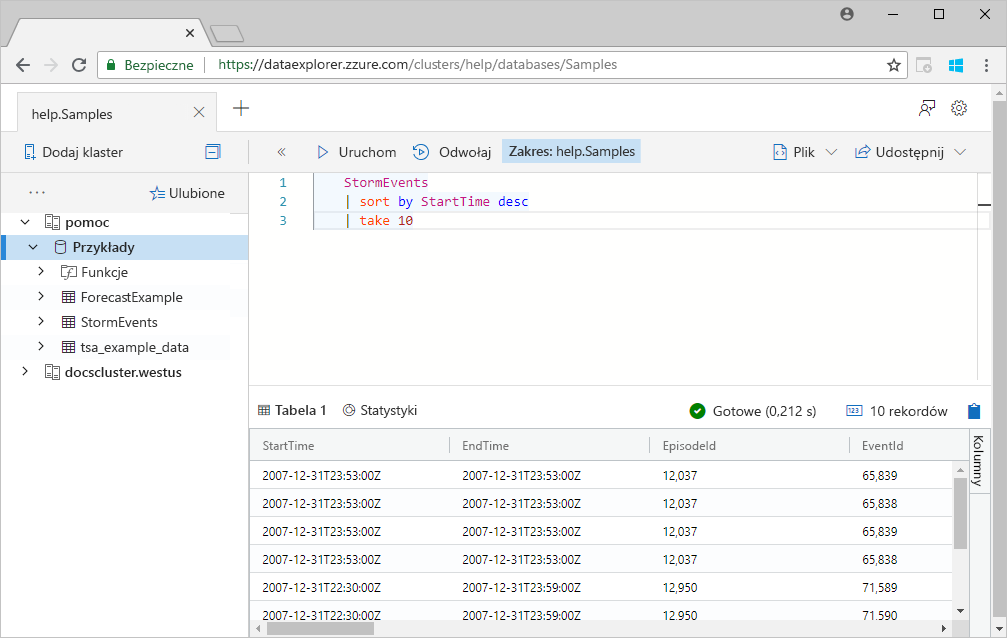 Bezpieczne https://dataexplorer.zzure.com/clusters/help/databases/Samples
help.Samples
Dodaj klaster
Uruchom Odwołaj Zakres: help.Samples Plik Udostępnij
Ulubione
pomoc
Przykłady
Funkcje
ForecastExample
StormEvents
tsa_example_data
docscluster.westus
1 StormEvents
2 | sort by StartTime desc
3 | take 10
Tabela 1 Statystyki Gotowe (0,212 s) 123 10 rekordów
StartTime EndTime EpisodeId EventId
2007-12-31T23:53:00Z 2007-12-31T23:53:00Z 12,037 65,839
2007-12-31T23:53:00Z 2007-12-31T23:53:00Z 12,037 65,838
2007-12-31T23:53:00Z 2007-12-31T23:53:00Z 12,037 65,839
2007-12-31T23:53:00Z 2007-12-31T23:53:00Z 12,037 65,838
2007-12-31T22:30:00Z 2007-12-31T23:59:00Z 12,950 71,589
2007-12-31T22:30:00Z 2007-12-31T23:59:00Z 12,950 71,590
Kolumny